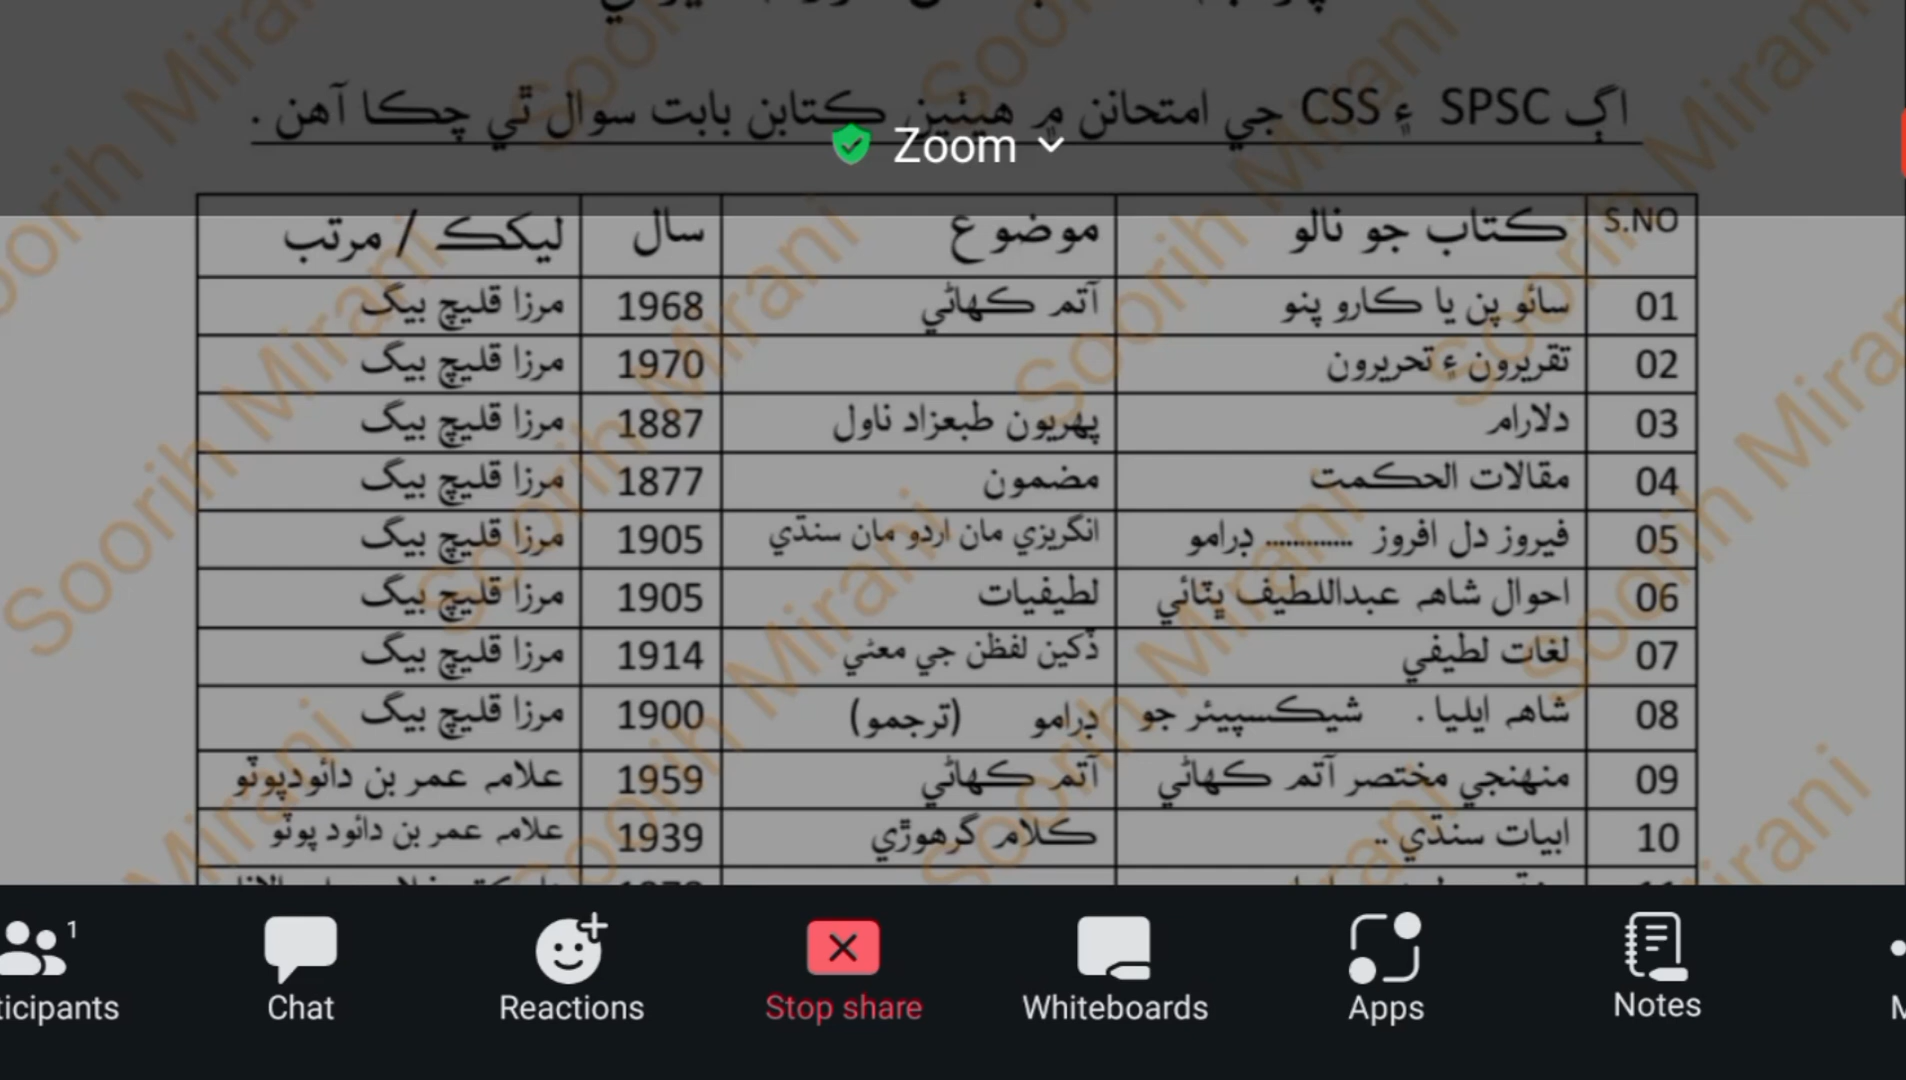 اڳ SPSC ۽ CSS جي امتحانن ۾ هيٺين ڪتابن بابت سوال ٿي چڪا آهن .
Zoom
S.NO ڪتاب جو نالو موضوع سال ليکڪ / مرتب
01 سائو پن يا ڪارو پنو آتم ڪهاڻي 1968 مرزا قليچ بيگ
02 تقريرون ۽ تحريرون 1970 مرزا قليچ بيگ
03 دلارام پهريون طبعزاد ناول 1887 مرزا قليچ بيگ
04 مقالات الحڪمت مضمون 1877 مرزا قليچ بيگ
05 فيروز دل افروز ............. ڊرامو انگريزي مان اردو مان سنڌي 1905 مرزا قليچ بيگ
06 احوال شاهه عبداللطيف ڀٽائي لطيفيات 1905 مرزا قليچ بيگ
07 لغات لطيفي ڏکين لفظن جي معنيٰ 1914 مرزا قليچ بيگ
08 شاهه ايليا . شيڪسپيئر جو ڊرامو (ترجمو) 1900 مرزا قليچ بيگ
09 منهنجي مختصر آتم ڪهاڻي آتم ڪهاڻي 1959 علامه عمر بن دائودپوٽو
10 ابيات سنڌي .. ڪلام گرهوڙي 1939 علامه عمر بن دائود پوٽو
ticipants 1
Chat
Reactions
Stop share
Whiteboards
Apps
Notes
Soorih Mirani